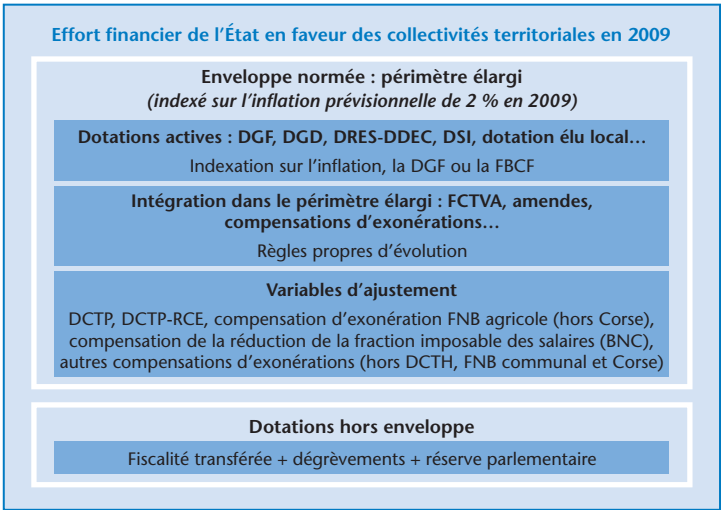 Effort financier de l’État en faveur des collectivités territoriales en 2009
Enveloppe normée : périmètre élargi
(indexé sur l’inflation prévisionnelle de 2 % en 2009)
Dotations actives : DGF, DGD, DRES-DDEC, DSI, dotation élu local…
Indexation sur l’inflation, la DGF ou la FBCF
Intégration dans le périmètre élargi : FCTVA, amendes,
compensations d’exonérations…
Règles propres d’évolution
Variables d’ajustement
DCTP, DCTP-RCE, compensation d’exonération FNB agricole (hors Corse),
compensation de la réduction de la fraction imposable des salaires (BNC),
autres compensations d’exonérations (hors DCTH, FNB communal et Corse)
Dotations hors enveloppe
Fiscalité transférée + dégrèvements + réserve parlementaire